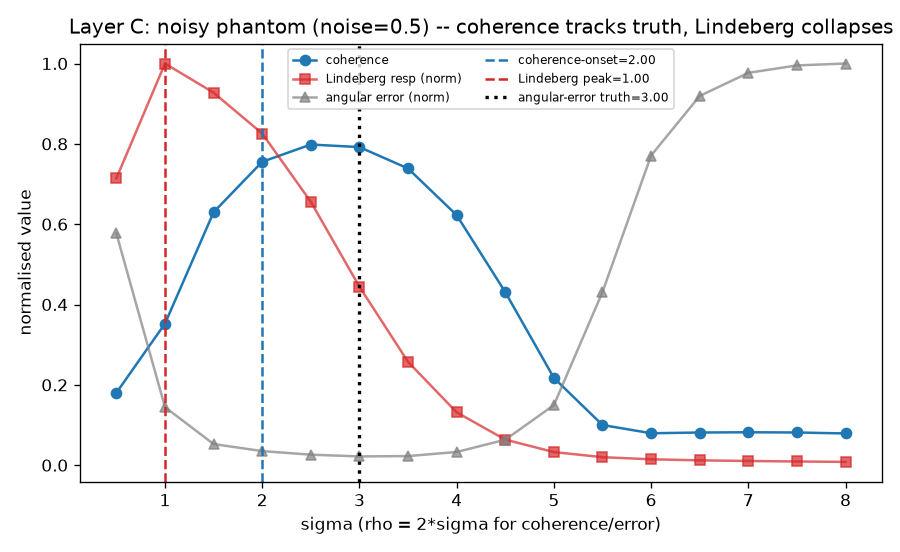 Layer C: noisy phantom (noise=0.5) -- coherence tracks truth, Lindeberg collapses
coherence
Lindeberg resp (norm)
angular error (norm)
coherence-onset=2.00
Lindeberg peak=1.00
angular-error truth=3.00
normalised value
1.0
0.8
0.6
0.4
0.2
0.0
1 2 3 4 5 6 7 8
sigma (rho = 2*sigma for coherence/error)